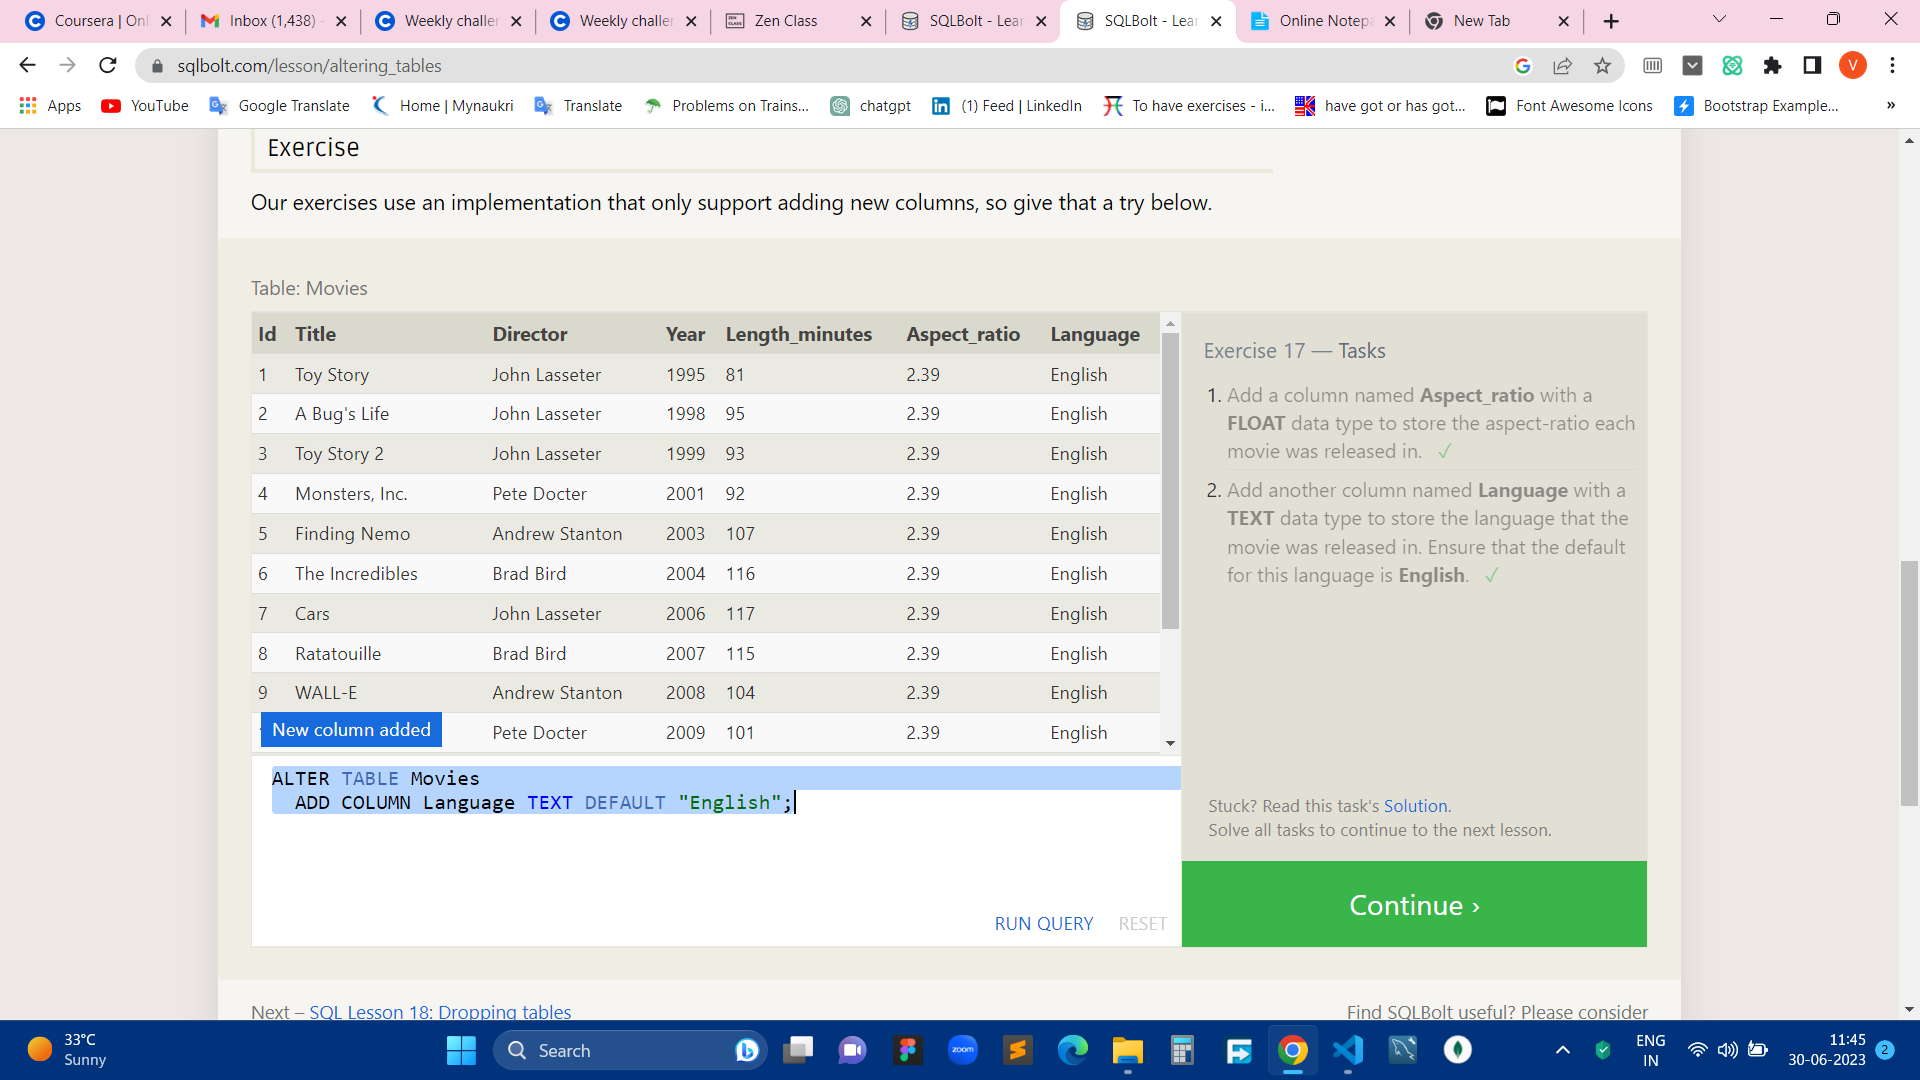 Coursera | Onl
Inbox (1,438) -
Weekly challen
Weekly challen
Zen Class
SQLBolt - Lear
SQLBolt - Lear
Online Notepa
New Tab
sqlbolt.com/lesson/altering_tables
V
Apps
YouTube
Google Translate
Home | Mynaukri
Translate
Problems on Trains...
chatgpt
(1) Feed | LinkedIn
To have exercises - i...
have got or has got...
Font Awesome Icons
Bootstrap Example...
»
Exercise
Our exercises use an implementation that only support adding new columns, so give that a try below.
Table: Movies
Id Title Director Year Length_minutes Aspect_ratio Language
1 Toy Story John Lasseter 1995 81 2.39 English
2 A Bug's Life John Lasseter 1998 95 2.39 English
3 Toy Story 2 John Lasseter 1999 93 2.39 English
4 Monsters, Inc. Pete Docter 2001 92 2.39 English
5 Finding Nemo Andrew Stanton 2003 107 2.39 English
6 The Incredibles Brad Bird 2004 116 2.39 English
7 Cars John Lasseter 2006 117 2.39 English
8 Ratatouille Brad Bird 2007 115 2.39 English
9 WALL-E Andrew Stanton 2008 104 2.39 English
Pete Docter 2009 101 2.39 English
New column added
ALTER TABLE Movies
ADD COLUMN Language TEXT DEFAULT "English";
RUN QUERY RESET
Exercise 17 — Tasks
1. Add a column named Aspect_ratio with a
FLOAT data type to store the aspect-ratio each
movie was released in. ✓
2. Add another column named Language with a
TEXT data type to store the language that the
movie was released in. Ensure that the default
for this language is English. ✓
Stuck? Read this task's Solution.
Solve all tasks to continue to the next lesson.
Continue ›
Next – SQL Lesson 18: Dropping tables
Find SQLBolt useful? Please consider
33°C
Sunny
Search
zoom
ENG
IN
11:45
30-06-2023
2